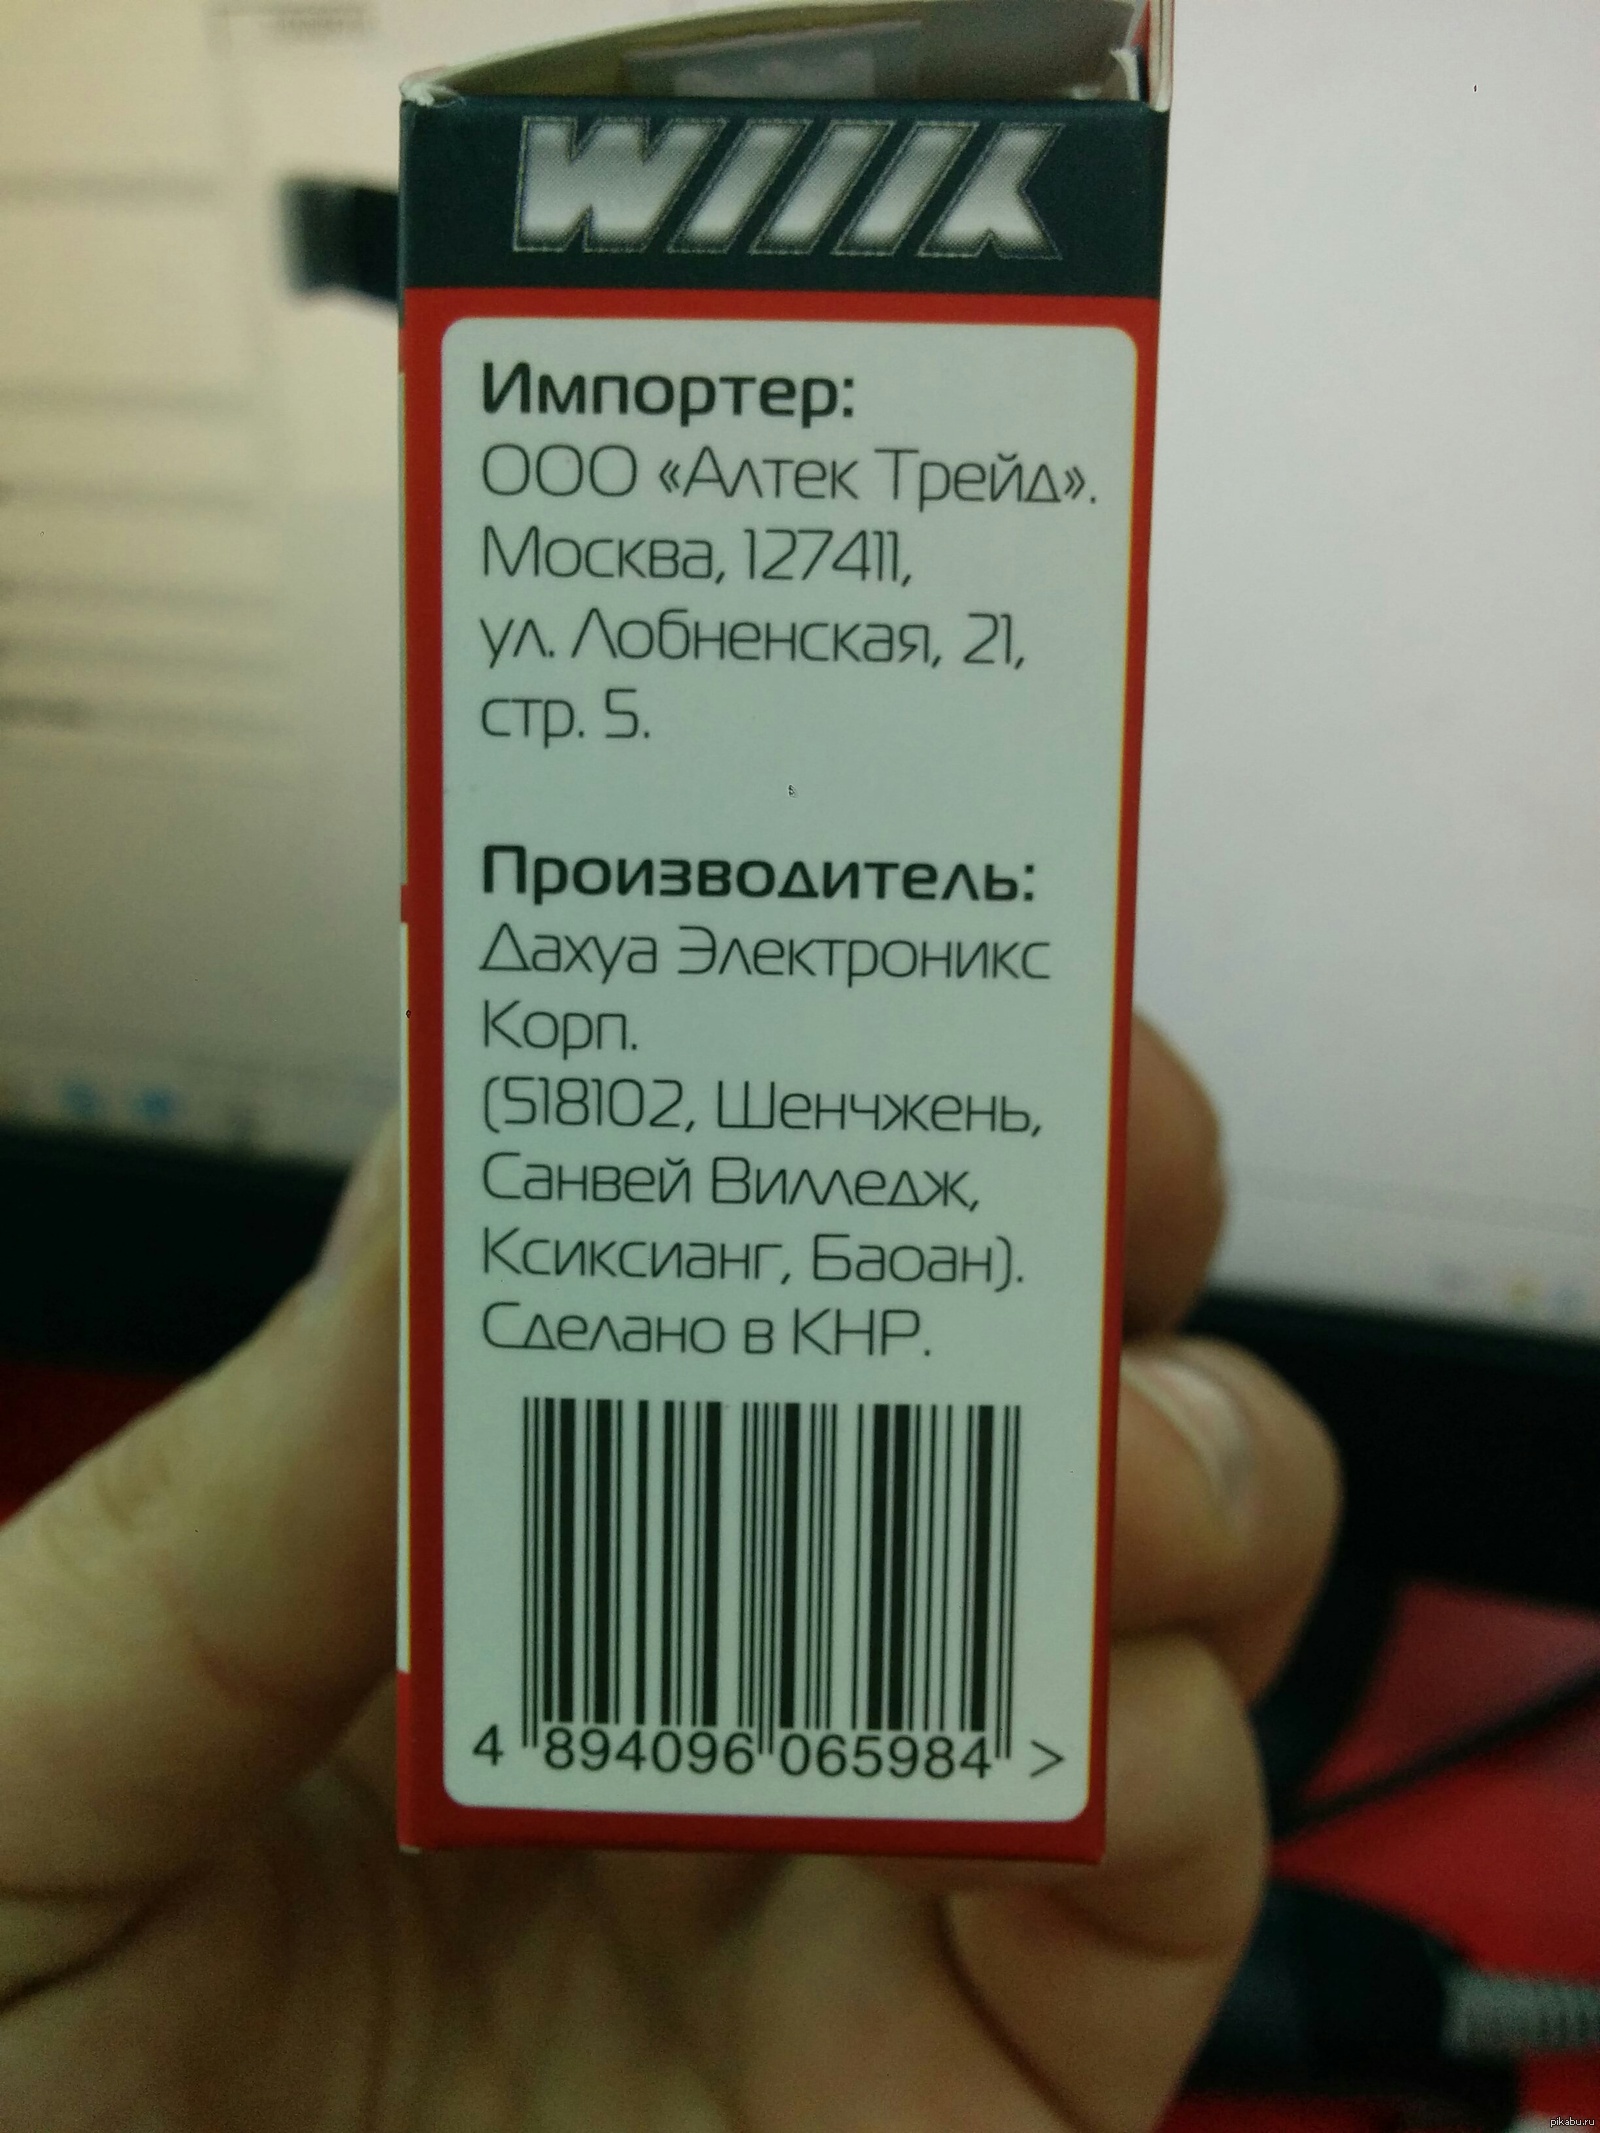 WIIIK
Импортер:
ООО «Алтек Трейд».
Москва, 127411,
ул. Лобненская, 21,
стр. 5.
Производитель:
Дахуа Электроникс
Корп.
(518102, Шенчжень,
Санвей Вилледж,
Ксиксианг, Баоан).
Сделано в КНР.
4 894096 065984 >
pikabu.ru